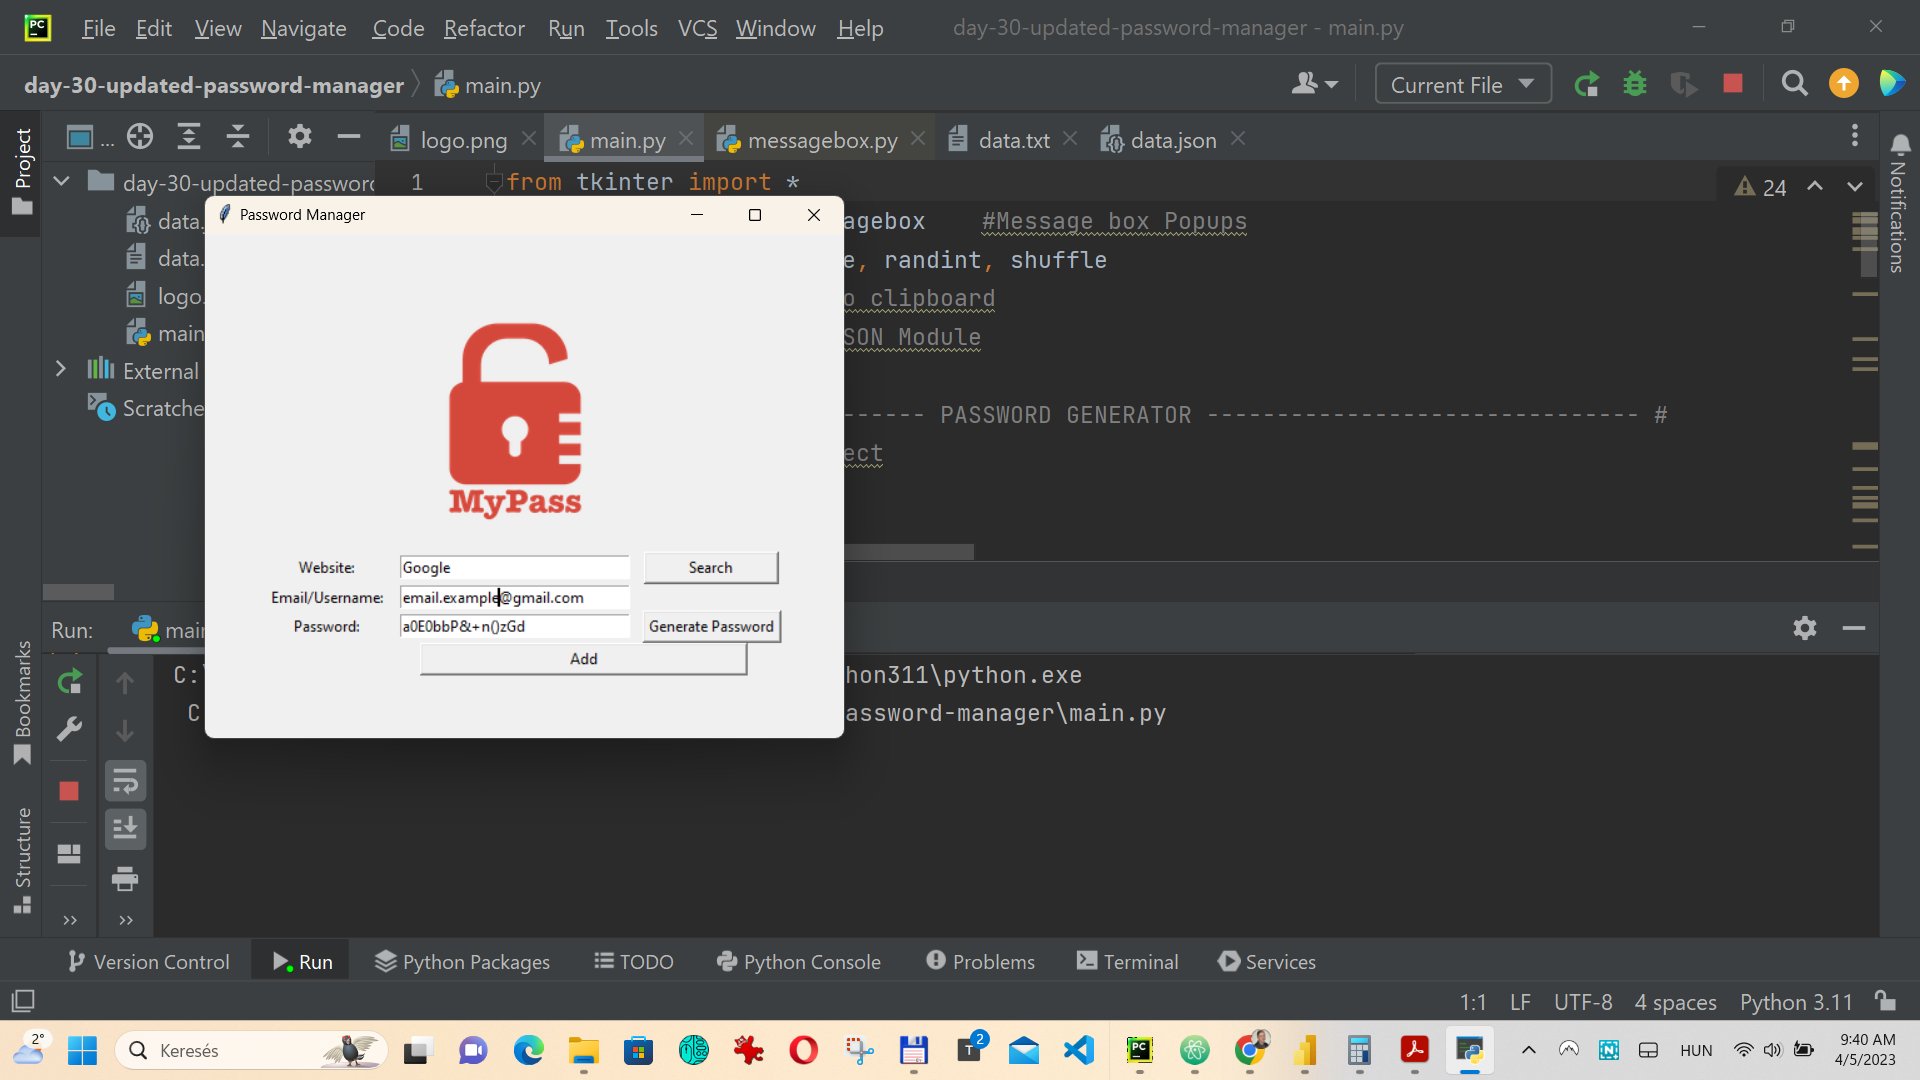 PC File Edit View Navigate Code Refactor Run Tools VCS Window Help day-30-updated-password-manager - main.py
day-30-updated-password-manager main.py Current File
Project ... logo.png main.py messagebox.py data.txt data.json
day-30-updated-password 1 from tkinter import * 24
Notifications
Password Manager
data. agebox #Message box Popups
data. e, randint, shuffle
logo. o clipboard
main SON Module
External
Scratche ------ PASSWORD GENERATOR ------------------------------- #
ect
MyPass
Website: Google Search
Email/Username: email.example@gmail.com
Password: a0E0bbP&+n()zGd Generate Password
Add
Run: main
C:\ hon311\python.exe
C assword-manager\main.py
Bookmarks
Structure
Version Control Run Python Packages TODO Python Console Problems Terminal Services
1:1 LF UTF-8 4 spaces Python 3.11
2° Keresés T 2 PC HUN 9:40 AM
4/5/2023